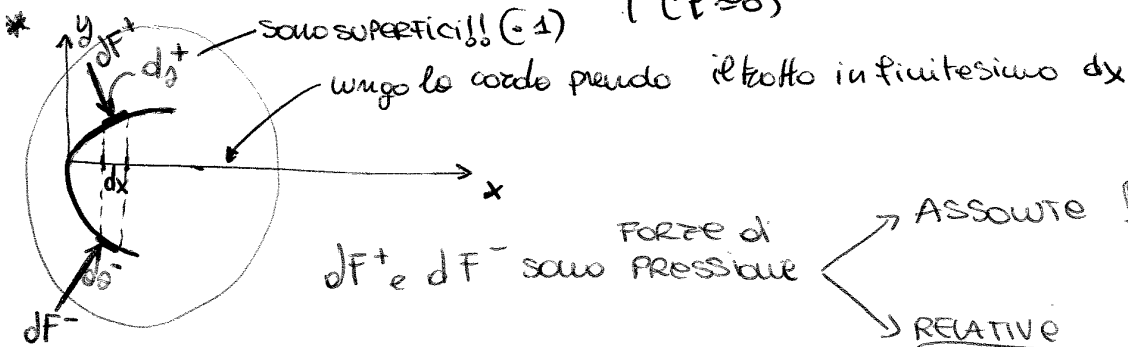 * y dF⁺ dS⁺ sono SUPERFICI!! (·1)
lungo la corda prendo il tratto infinitesimo dx
dx x
dS⁻
dF⁻
dF⁺ e dF⁻ sono FORZE di PRESSIONE
ASSOLUTE
RELATIVE